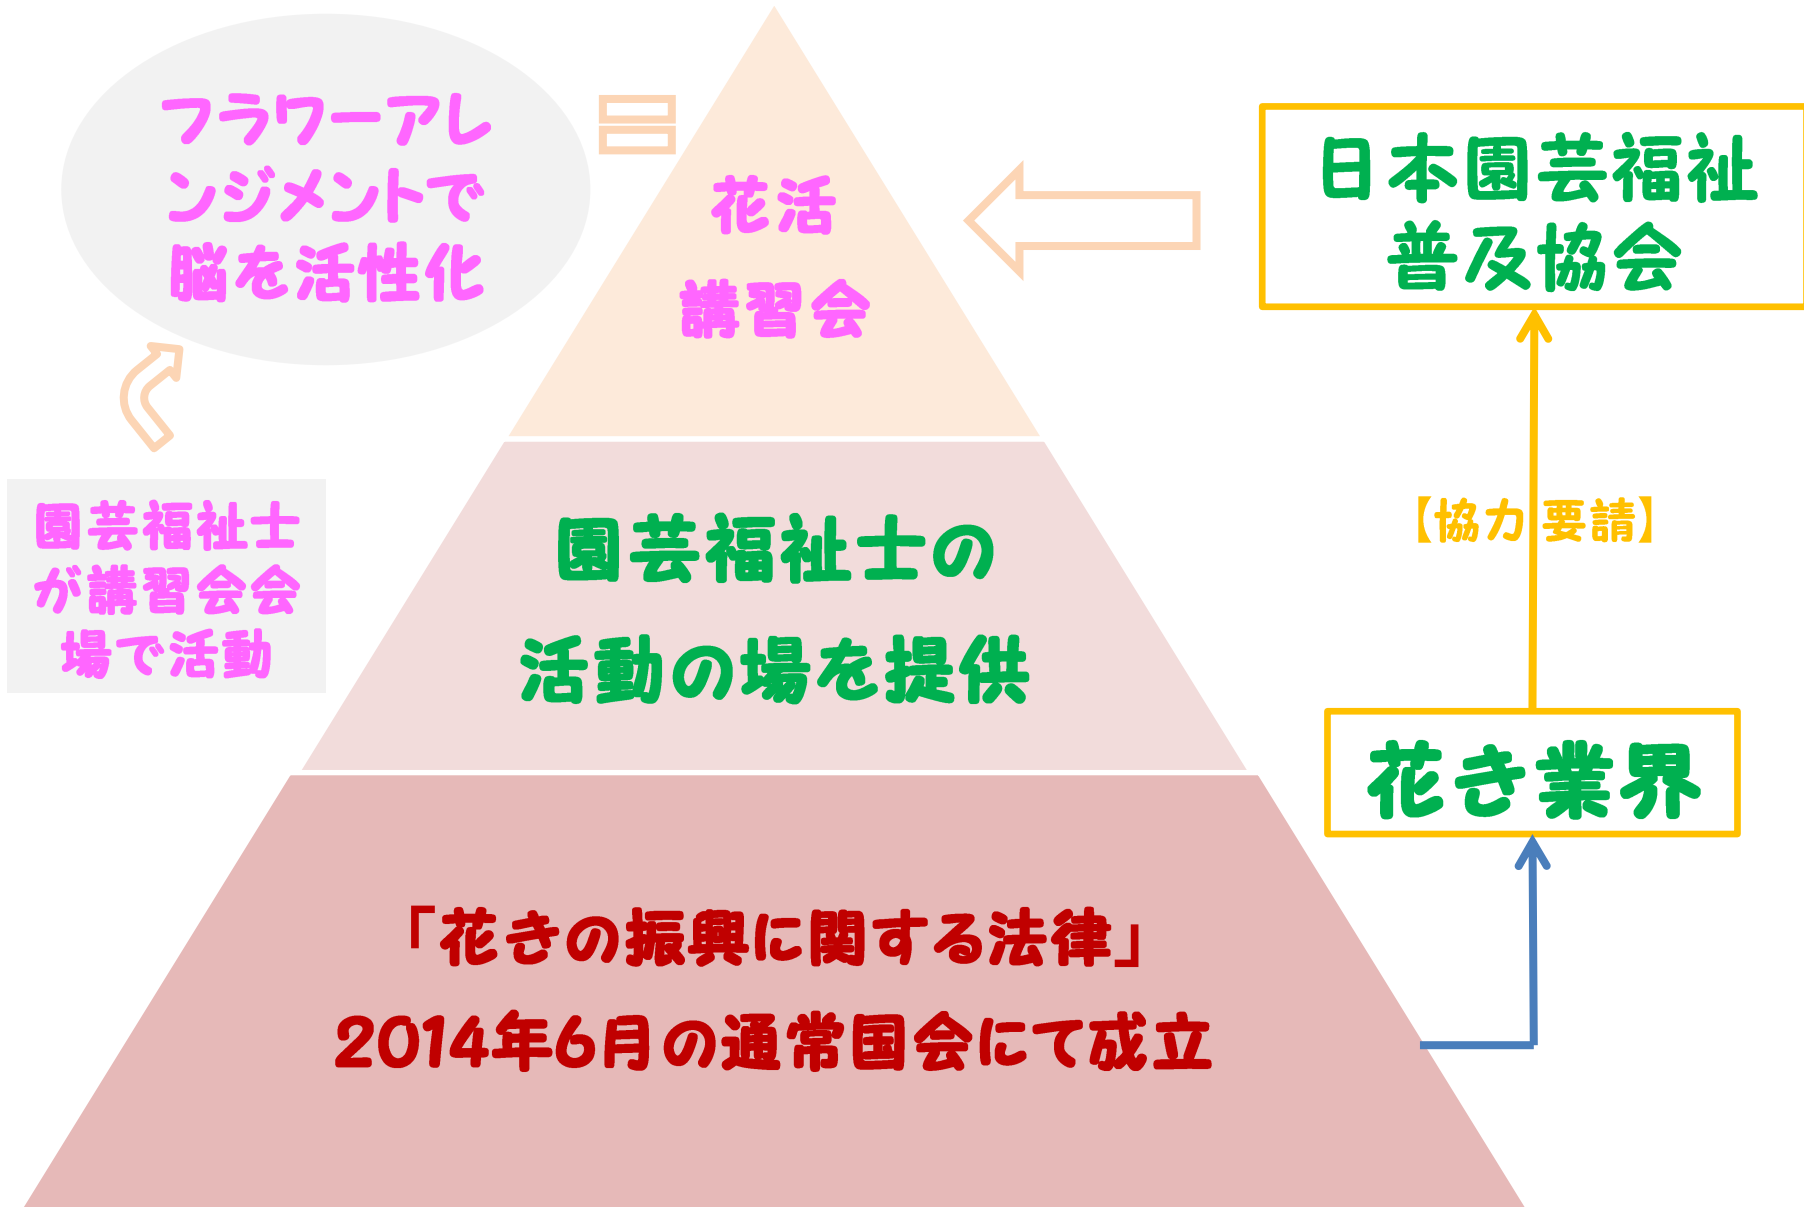 フラワーアレ
ンジメントで
脳を活性化
花活
講習会
日本園芸福祉
普及協会
園芸福祉士
が講習会会
場で活動
園芸福祉士の
活動の場を提供
【協力 要請】
花き業界
「花きの振興に関する法律」
2014年6月の通常国会にて成立